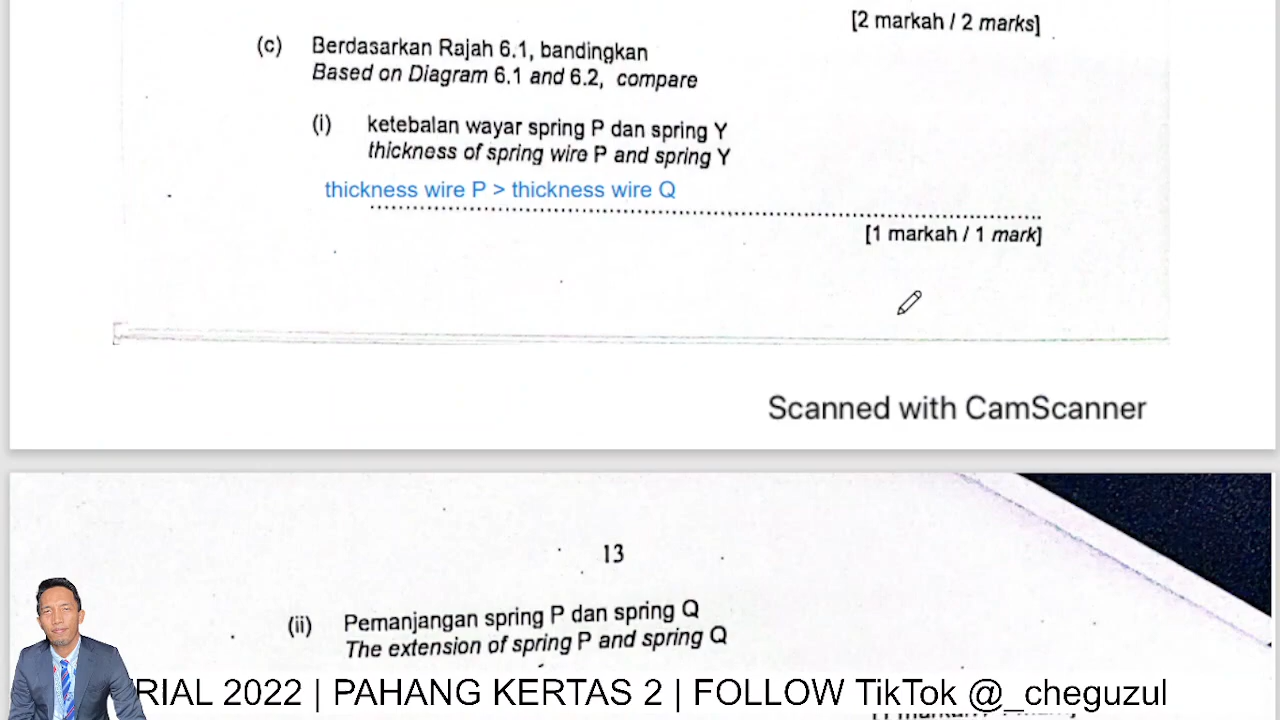 [2 markah / 2 marks]
(c) Berdasarkan Rajah 6.1, bandingkan
Based on Diagram 6.1 and 6.2, compare
(i) ketebalan wayar spring P dan spring Y
thickness of spring wire P and spring Y
thickness wire P > thickness wire Q
[1 markah / 1 mark]
Scanned with CamScanner
13
(ii) Pemanjangan spring P dan spring Q
The extension of spring P and spring Q
RIAL 2022 | PAHANG KERTAS 2 | FOLLOW TikTok @_cheguzul